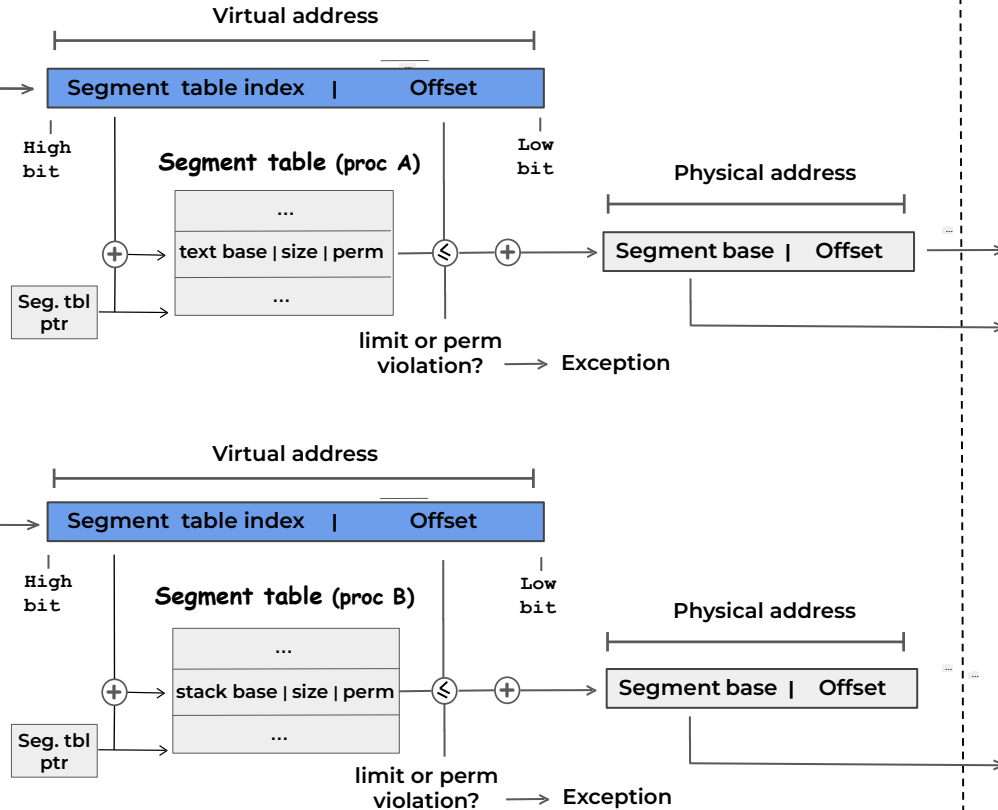 Virtual address
...
Segment table index | Offset
High
bit
Low
bit
Segment table (proc A)
Physical address
...
...
text base | size | perm
Segment base | Offset
...
Seg. tbl
ptr
limit or perm
violation?
Exception
Virtual address
Segment table index | Offset
High
bit
Low
bit
Segment table (proc B)
Physical address
...
...
...
stack base | size | perm
Segment base | Offset
...
Seg. tbl
ptr
limit or perm
violation?
Exception